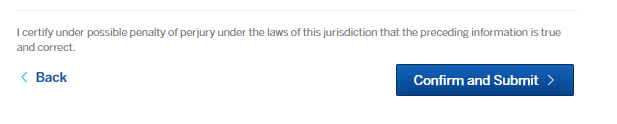 I certify under possible penalty of perjury under the laws of this jurisdiction that the preceding information is true
and correct.
Back
Confirm and Submit